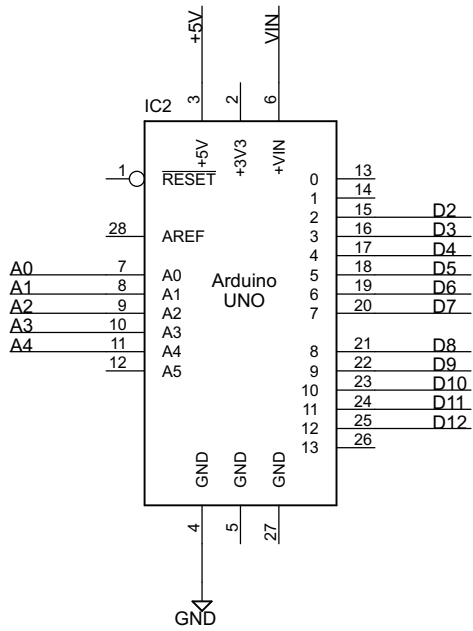 +5V VIN
3 2 6
IC2
+5V +3V3 +VIN
1 RESET 0 13
1 14
2 15 D2
28 AREF 3 16 D3
4 17 D4
A0 7 A0 5 18 D5
A1 8 A1 Arduino 6 19 D6
A2 9 A2 UNO 7 20 D7
A3 10 A3
A4 11 A4 8 21 D8
12 A5 9 22 D9
10 23 D10
11 24 D11
12 25 D12
13 26
GND GND GND
4 5 27
GND